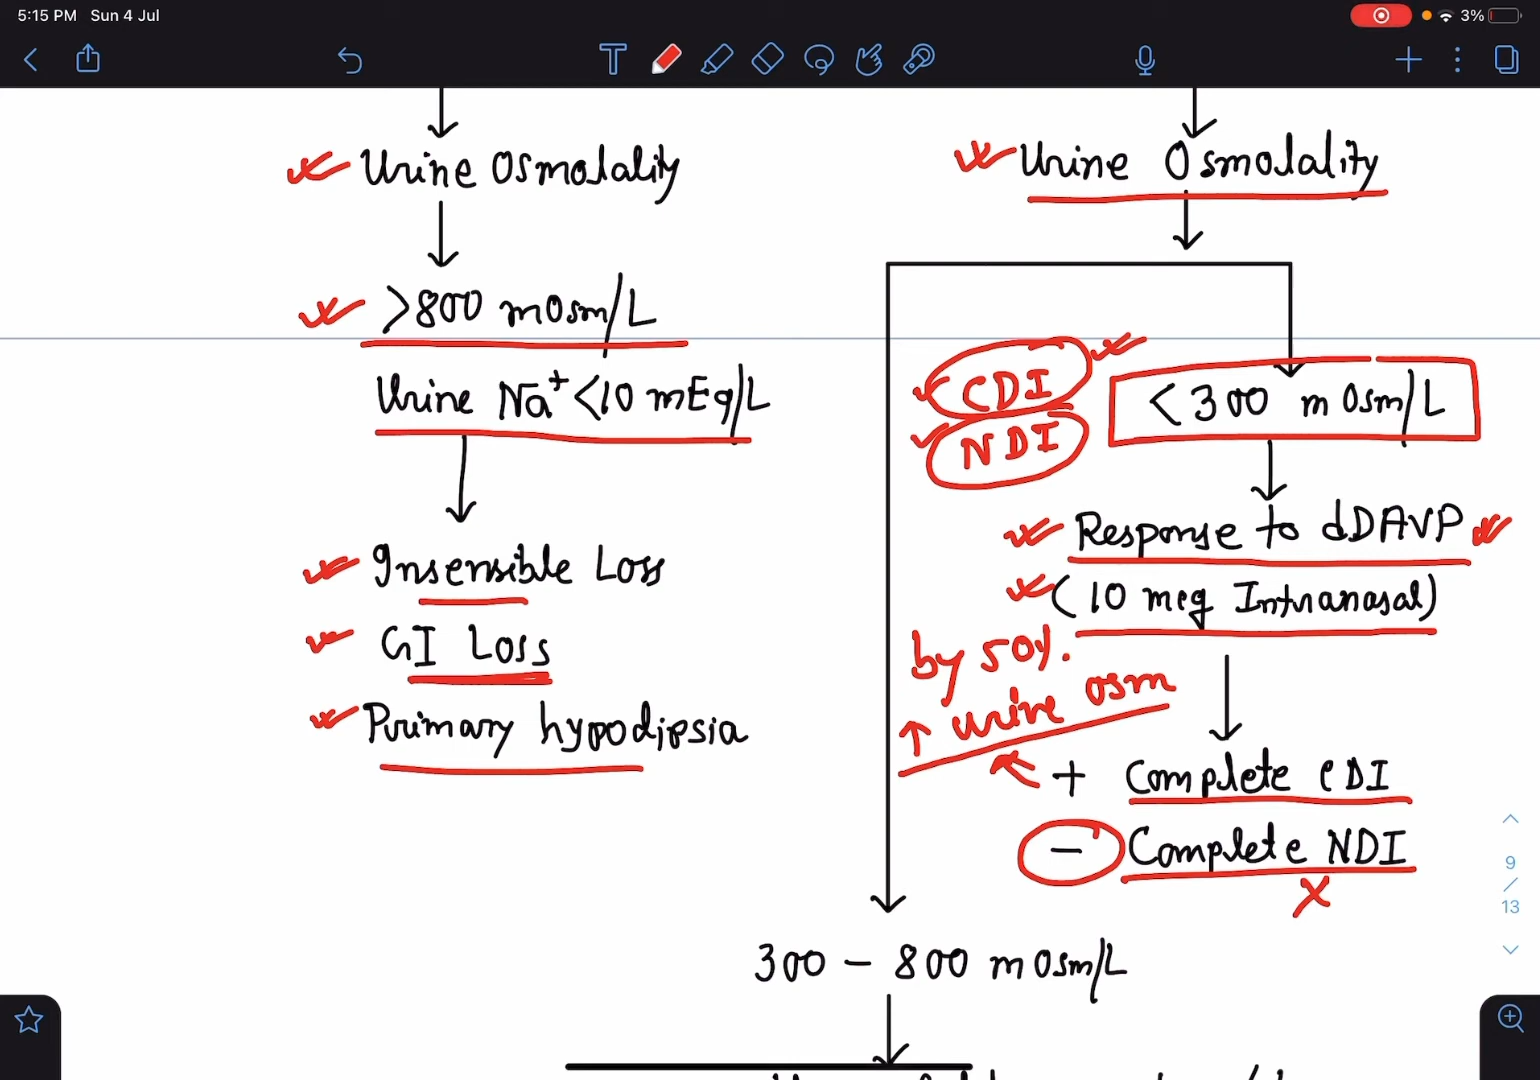 5:15 PM Sun 4 Jul
3%
Urine Osmolality
>800 mOsm/L
Urine Na+ <10 mEq/L
Insensible Loss
GI Loss
Primary hypodipsia
Urine Osmolality
CDI
NDI
<300 mOsm/L
Response to dDAVP
(10 mcg Intranasal)
by 50%.
↑ urine osm
+ Complete CDI
- Complete NDI
X
300 - 800 mOsm/L
9
/
13